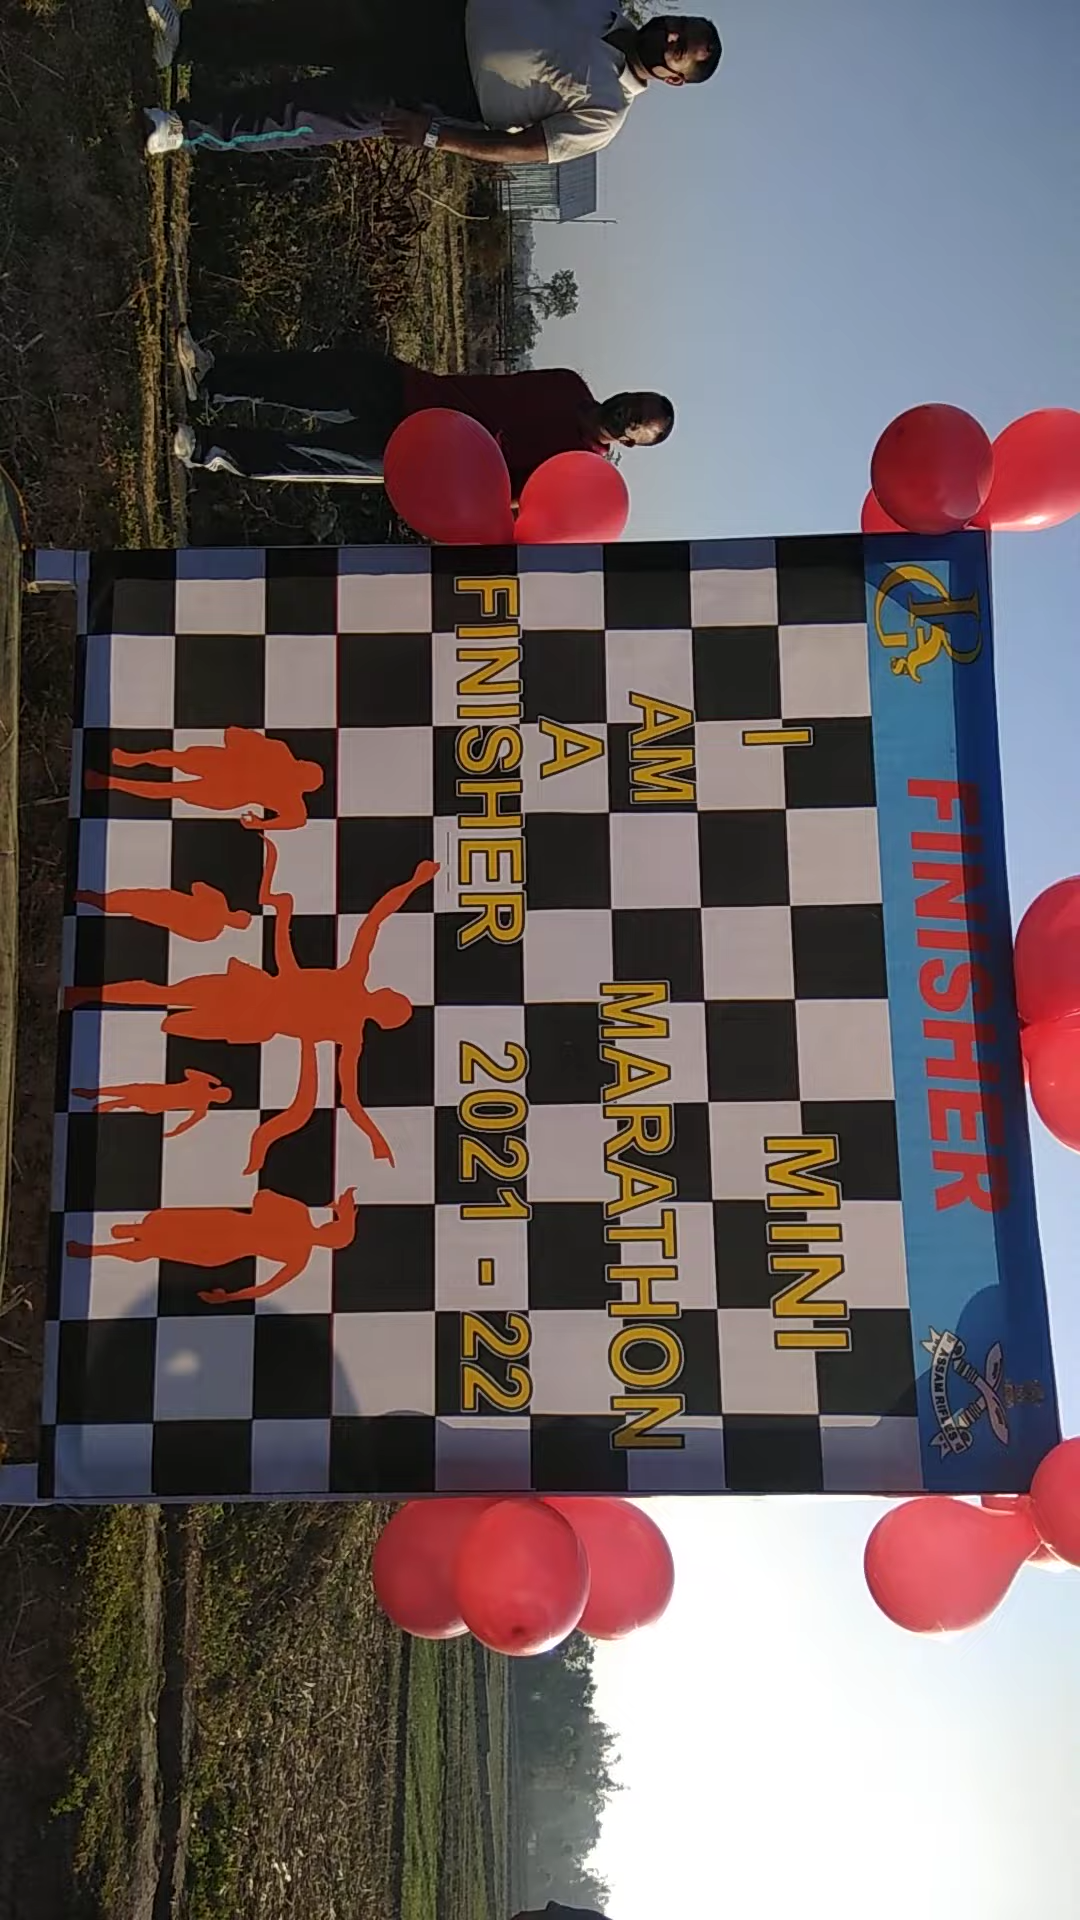 FINISHER
ASSAM RIFLES
I
AM
A
FINISHER
MINI
MARATHON
2021-22